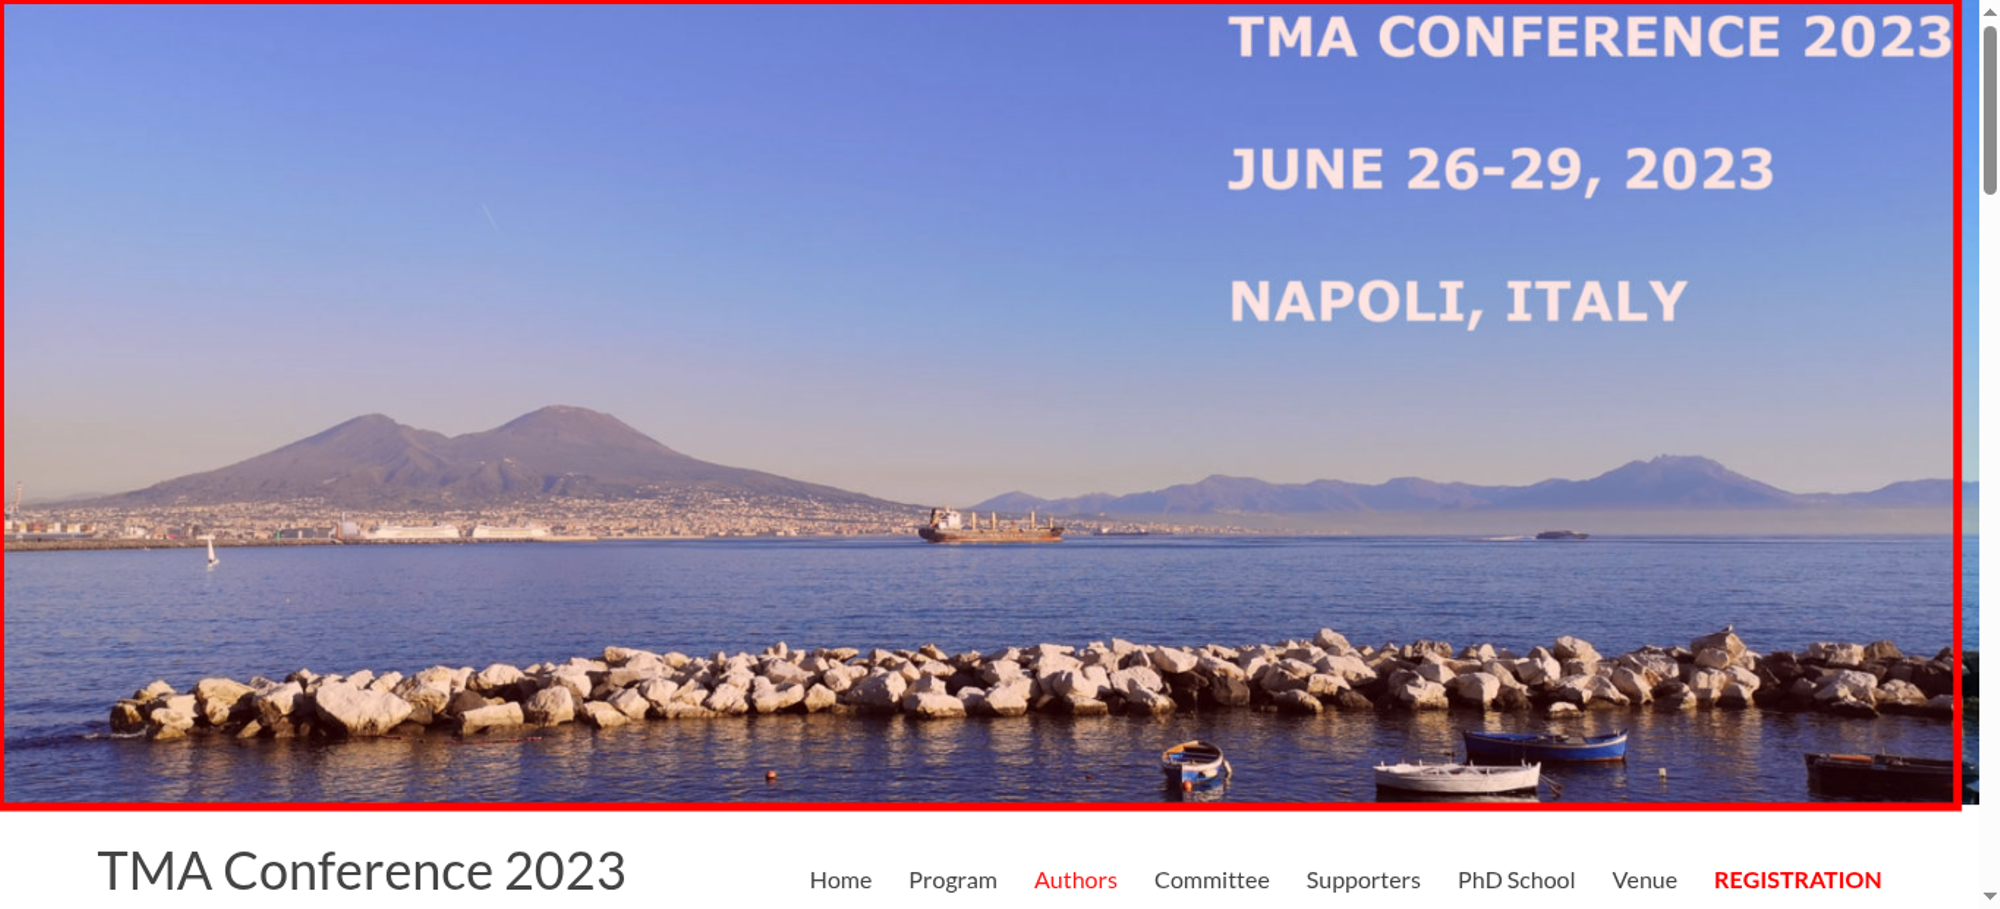 TMA CONFERENCE 2023
JUNE 26-29, 2023
NAPOLI, ITALY
TMA Conference 2023
Home Program Authors Committee Supporters PhD School Venue REGISTRATION